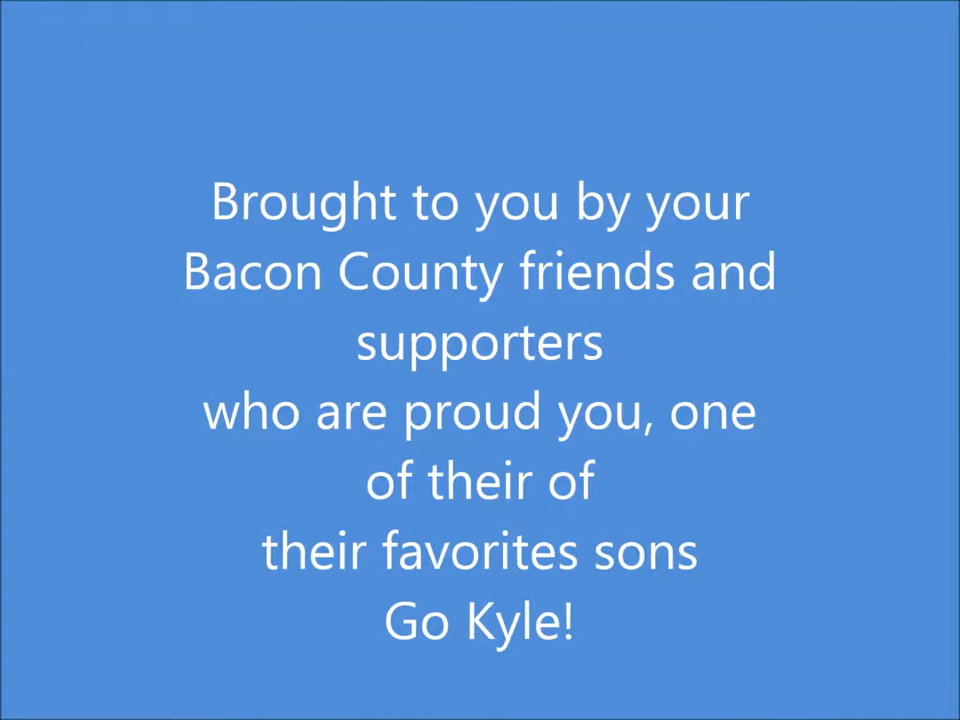 Brought to you by your
Bacon County friends and
supporters
who are proud you, one
of their of
their favorites sons
Go Kyle!